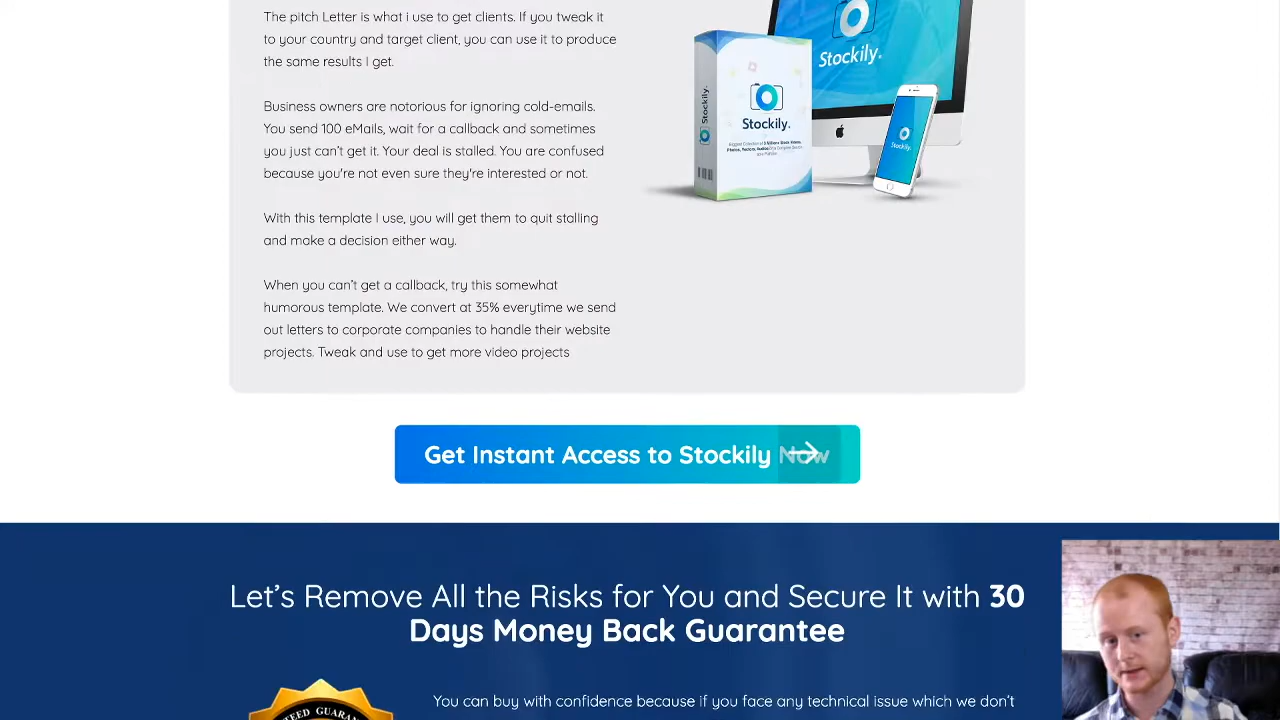 The pitch Letter is what i use to get clients. If you tweak it
to your cauntry and target client, you can use it to produce
the same results I get.
Business owners are notorious for ignoring cold-emails.
You send 100 eMails, wait for a callback and sometimes
you just can't get it. Your deal is stalled, you're confused
because you're not even sure they're interested or not.
With this template I use, you will get them to quit stalling
and make a decision either way.
When you can't get a callback, try this somewhat
humorous template. We convert at 35% everytime we send
out letters to corporate companies to handle their website
projects. Tweak and use to get more video projects
Stockily.
Stockily.
Stockily.
Stockily.
Get Instant Access to Stockily Now
Let's Remove All the Risks for You and Secure It with 30
Days Money Back Guarantee
You can buy with confidence because if you face any technical issue which we don't